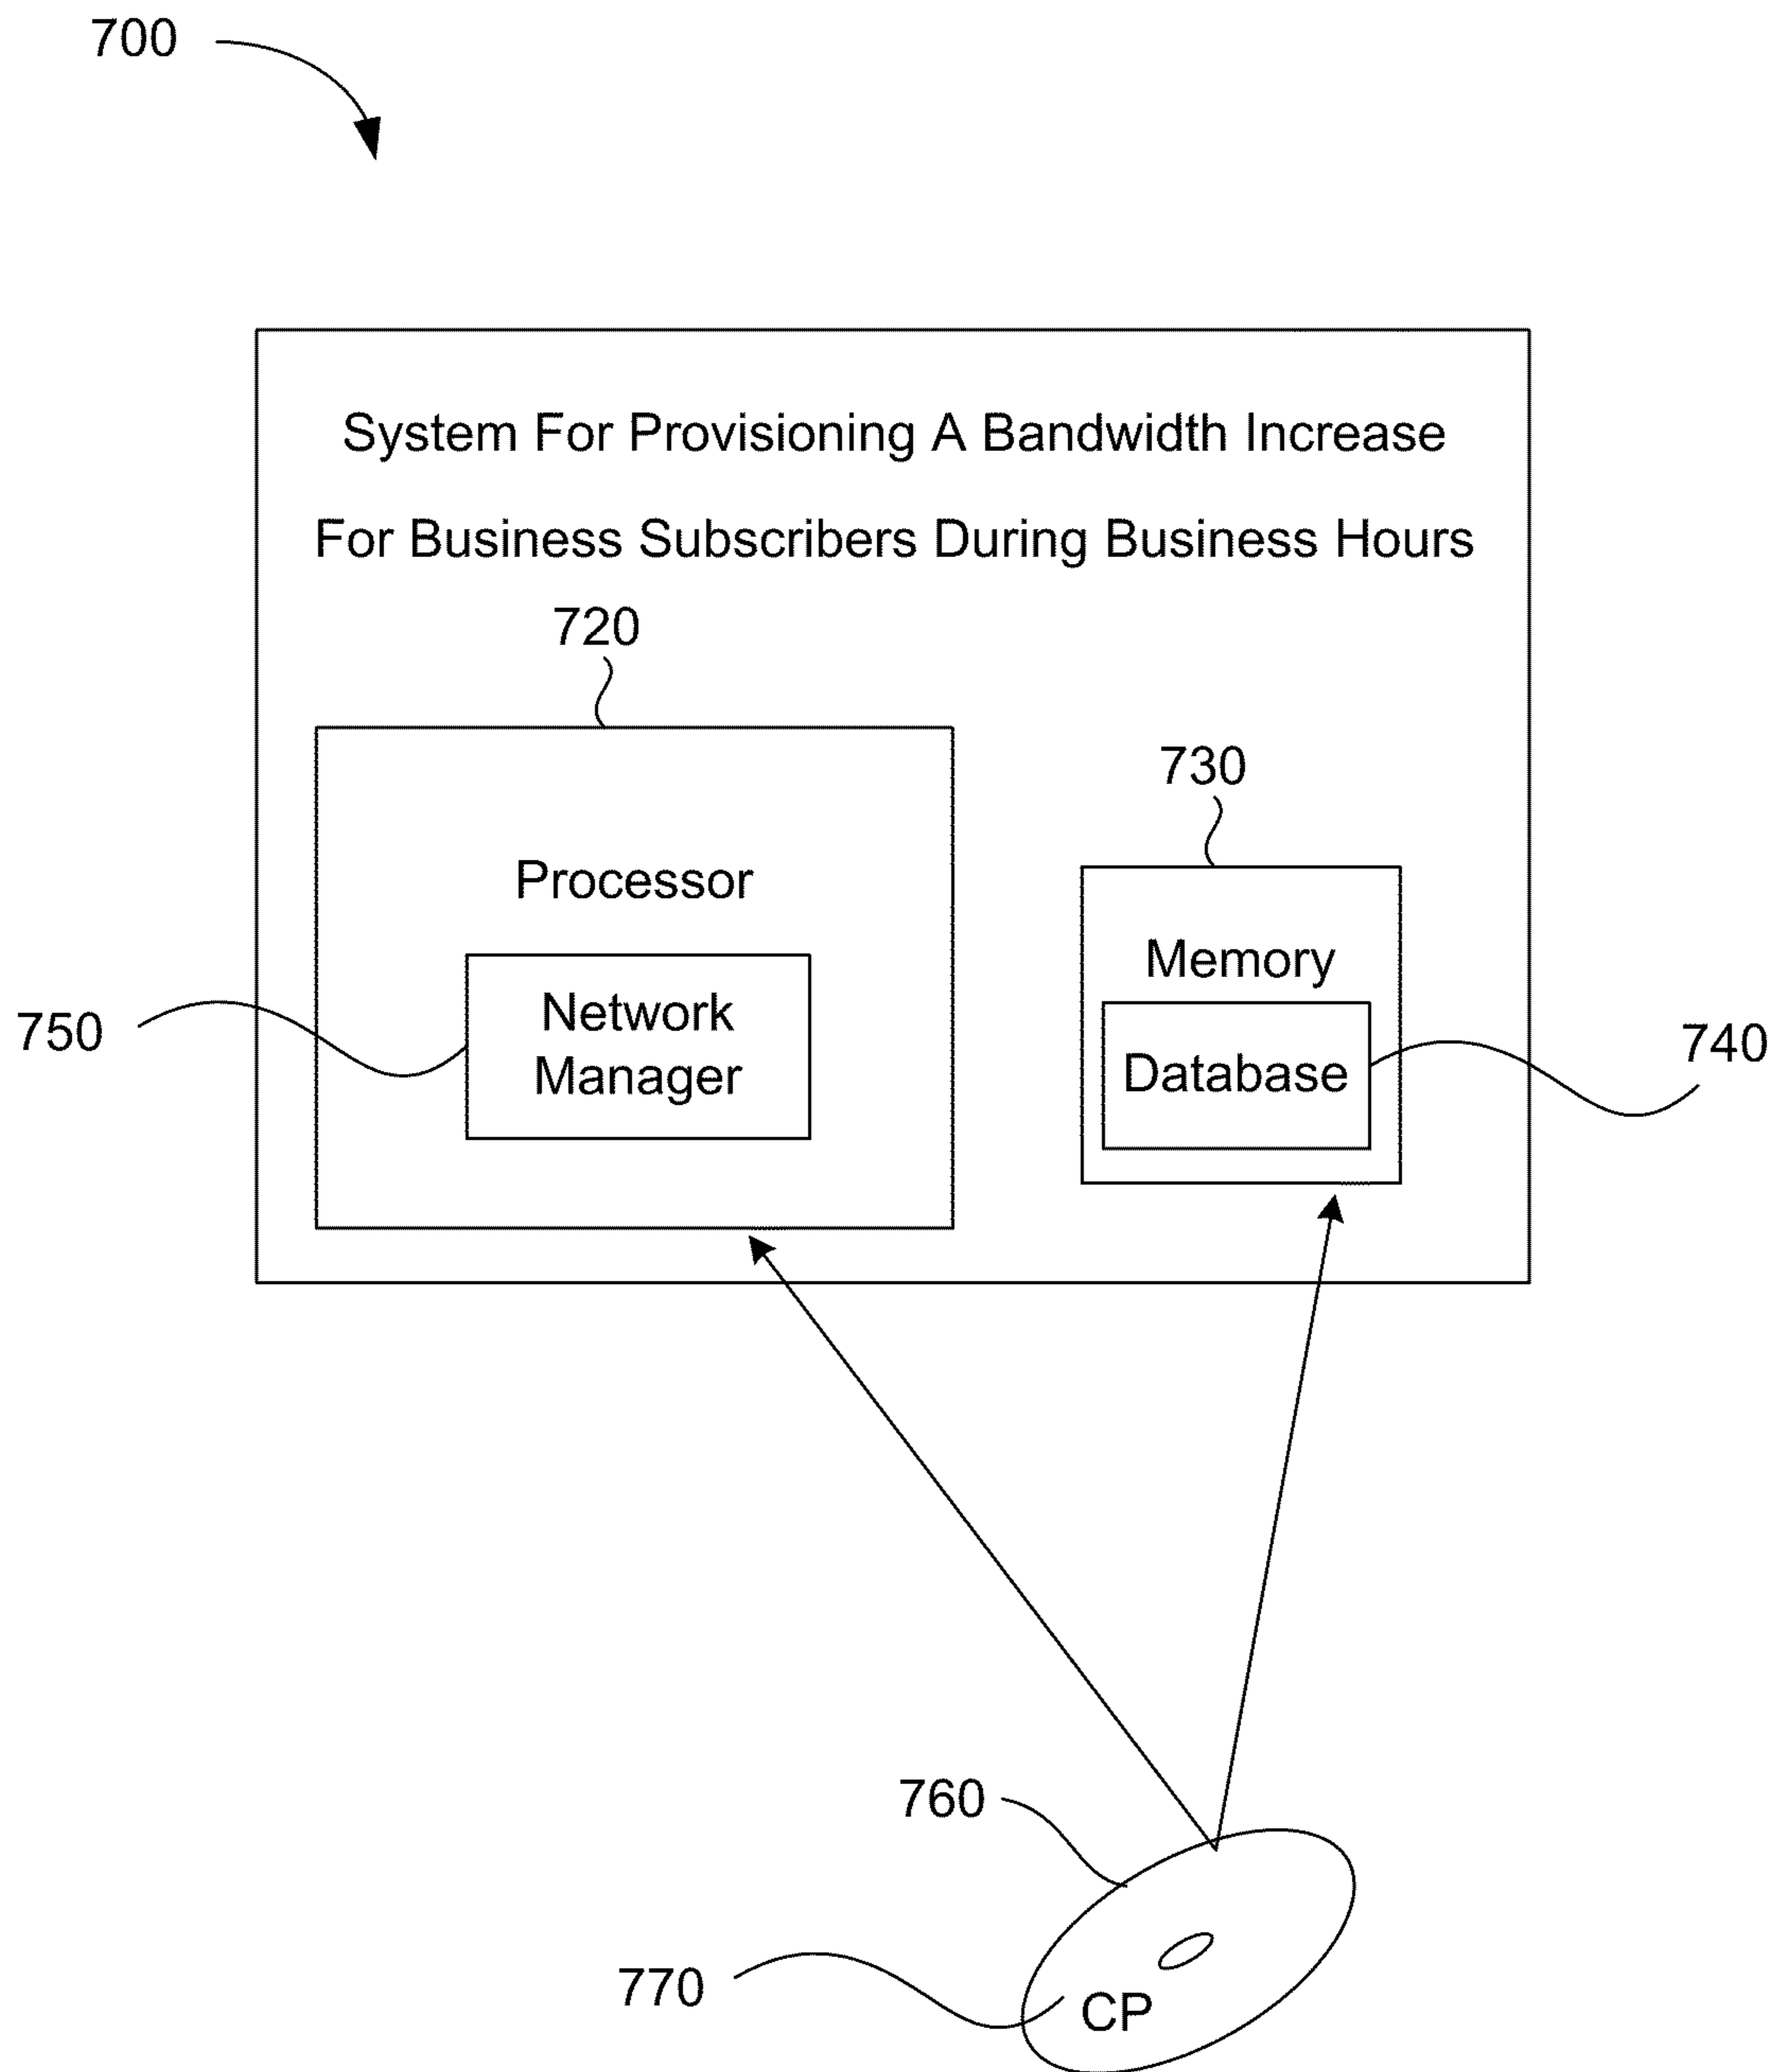 700
System For Provisioning A Bandwidth Increase
For Business Subscribers During Business Hours
720
730
Processor
Memory
750
Network
Manager
740
Database
760
770
CP